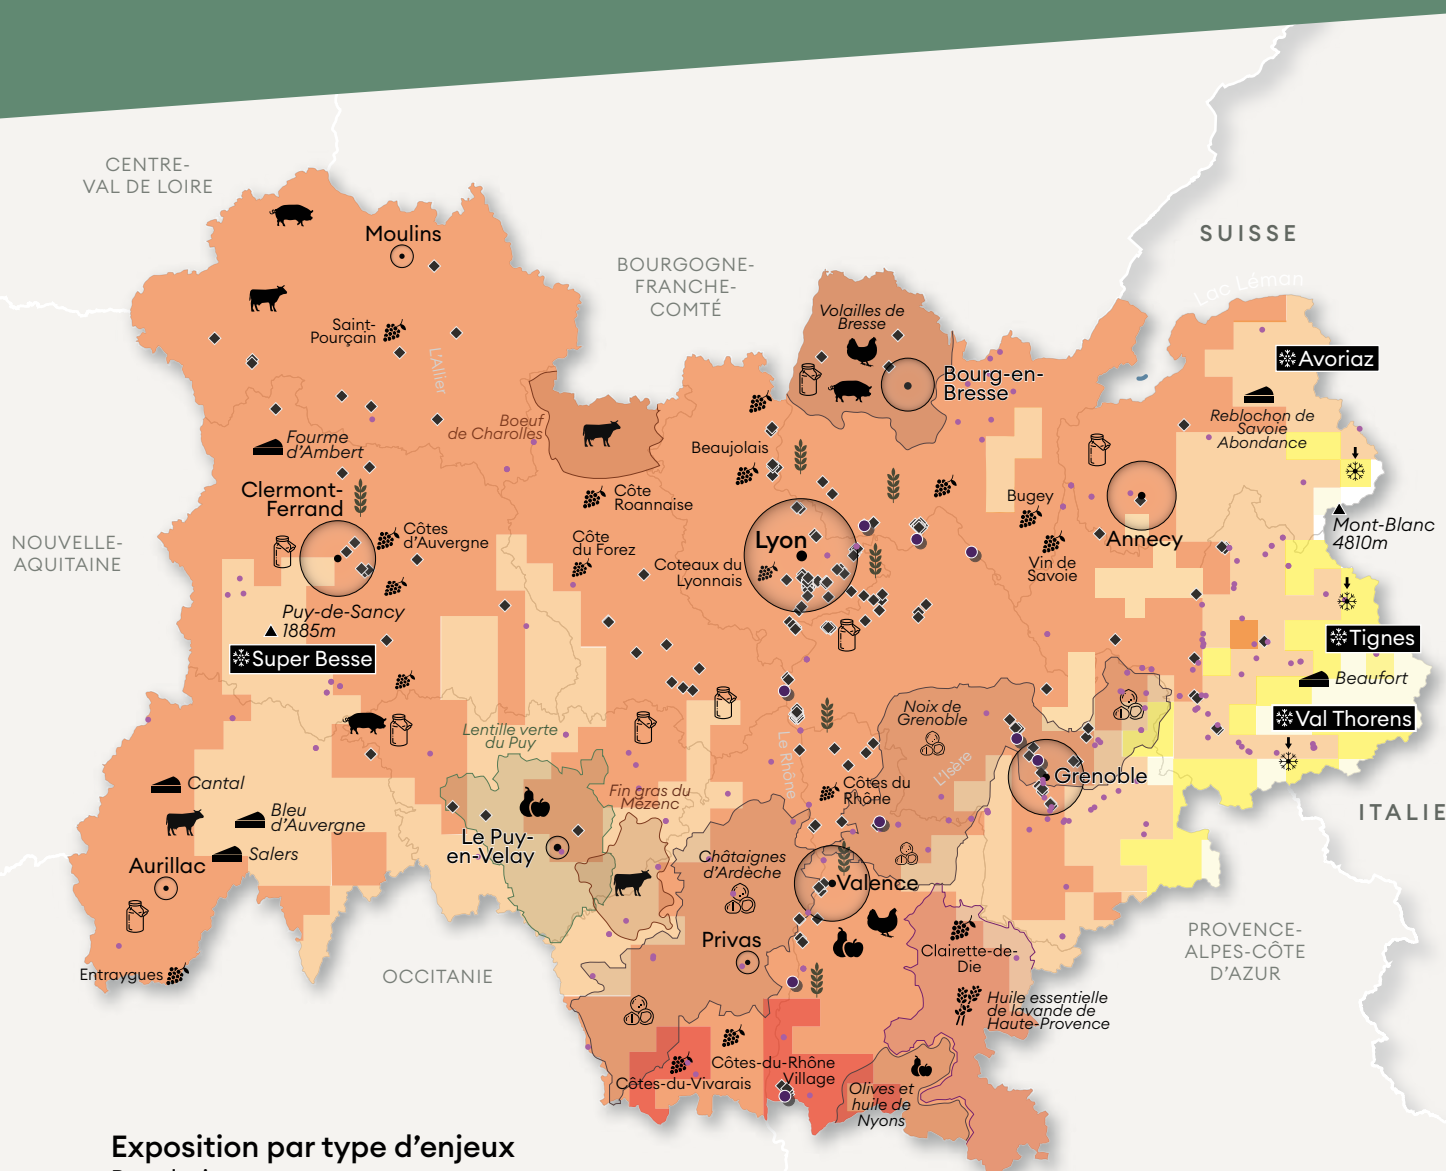 CENTRE-
VAL DE LOIRE
SUISSE
Moulins
BOURGOGNE-
FRANCHE-
COMTÉ
Lac Léman
Volailles de
Bresse
Saint-
Pourçain
L'Allier
Avoriaz
Bourg-en-
Bresse
Reblochon de
Savoie
Abondance
Boeuf
de Charolles
Fourme
d'Ambert
Beaujolais
Clermont-
Ferrand
Côte
Roannaise
Bugey
Mont-Blanc
4810m
NOUVELLE-
AQUITAINE
Côtes
d'Auvergne
Côte
du Forez
Lyon
Annecy
Coteaux du
Lyonnais
Vin de
Savoie
Puy-de-Sancy
1885m
Super Besse
Tignes
Beaufort
Noix de
Grenoble
Val Thorens
Lentille verte
du Puy
Le Rhône
L'Isère
Grenoble
Cantal
Fin gras du
Mézenc
Côtes du
Rhône
ITALIE
Bleu
d'Auvergne
Le Puy-
en-Velay
Salers
Aurillac
Châtaignes
d'Ardèche
Valence
Privas
Clairette-de-
Die
PROVENCE-
ALPES-CÔTE
D'AZUR
Entraygues
OCCITANIE
Huile essentielle
de lavande de
Haute-Provence
Côtes-du-Rhône
Village
Côtes-du-Vivarais
Olives et
huile de
Nyons
Exposition par type d'enjeux